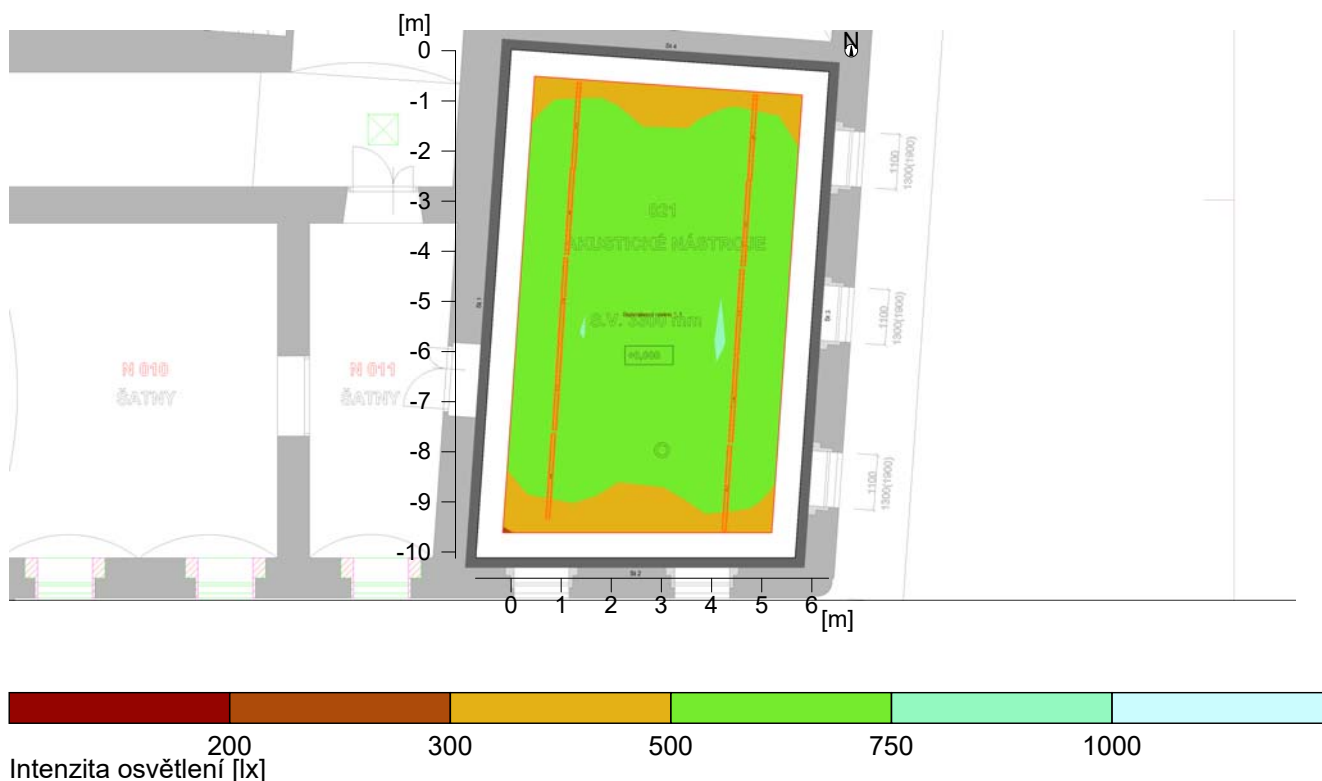 [m]
N
0
-1
-2
-3
-4
-5
-6
-7
-8
-9
-10
021
AKUSTICKÉ NÁSTROJE
S.V. 3300 mm
±0,000
N 010
ŠATNY
N 011
ŠATNY
1100
1300(1900)
1100
1300(1900)
1100
1300(1900)
0 1 2 3 4 5 6
[m]
200 300 500 750 1000
Intenzita osvětlení [lx]